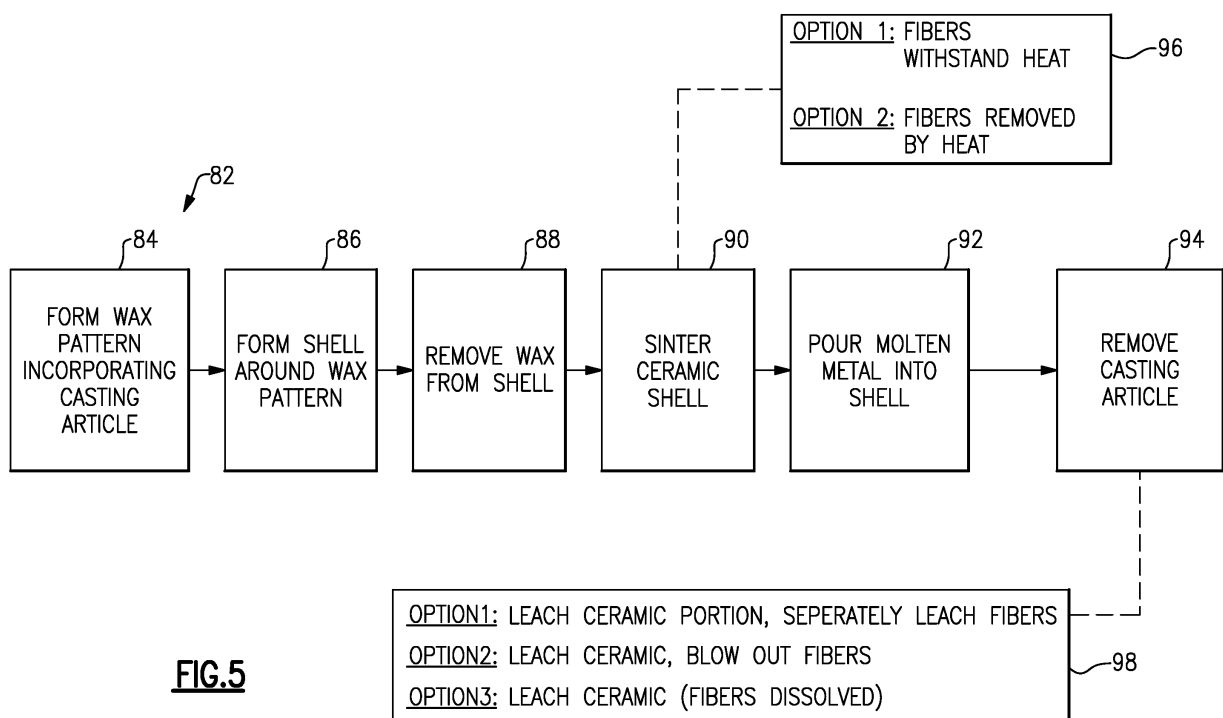 OPTION 1: FIBERS
WITHSTAND HEAT
OPTION 2: FIBERS REMOVED
BY HEAT
96
82
84
FORM WAX
PATTERN
INCORPORATING
CASTING
ARTICLE
86
FORM SHELL
AROUND WAX
PATTERN
88
REMOVE WAX
FROM SHELL
90
SINTER
CERAMIC
SHELL
92
POUR MOLTEN
METAL INTO
SHELL
94
REMOVE
CASTING
ARTICLE
OPTION1: LEACH CERAMIC PORTION, SEPERATELY LEACH FIBERS
OPTION2: LEACH CERAMIC, BLOW OUT FIBERS
OPTION3: LEACH CERAMIC (FIBERS DISSOLVED)
98
FIG.5